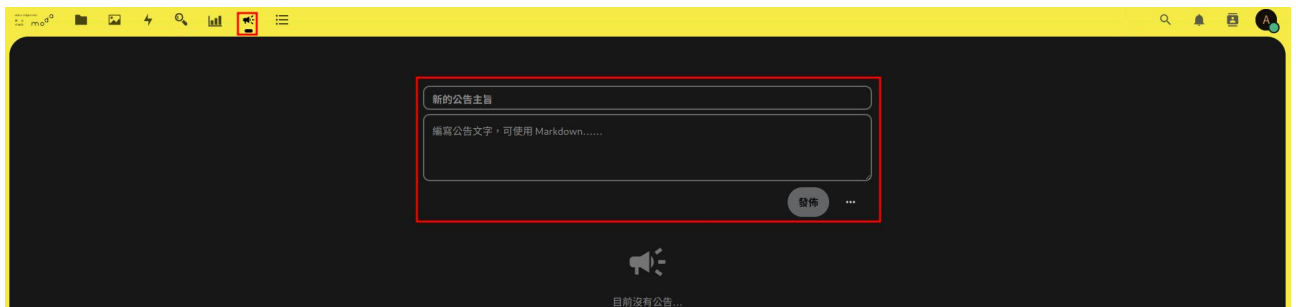 modo
A
新的公告主旨
編寫公告文字，可使用 Markdown……
發佈
目前沒有公告...